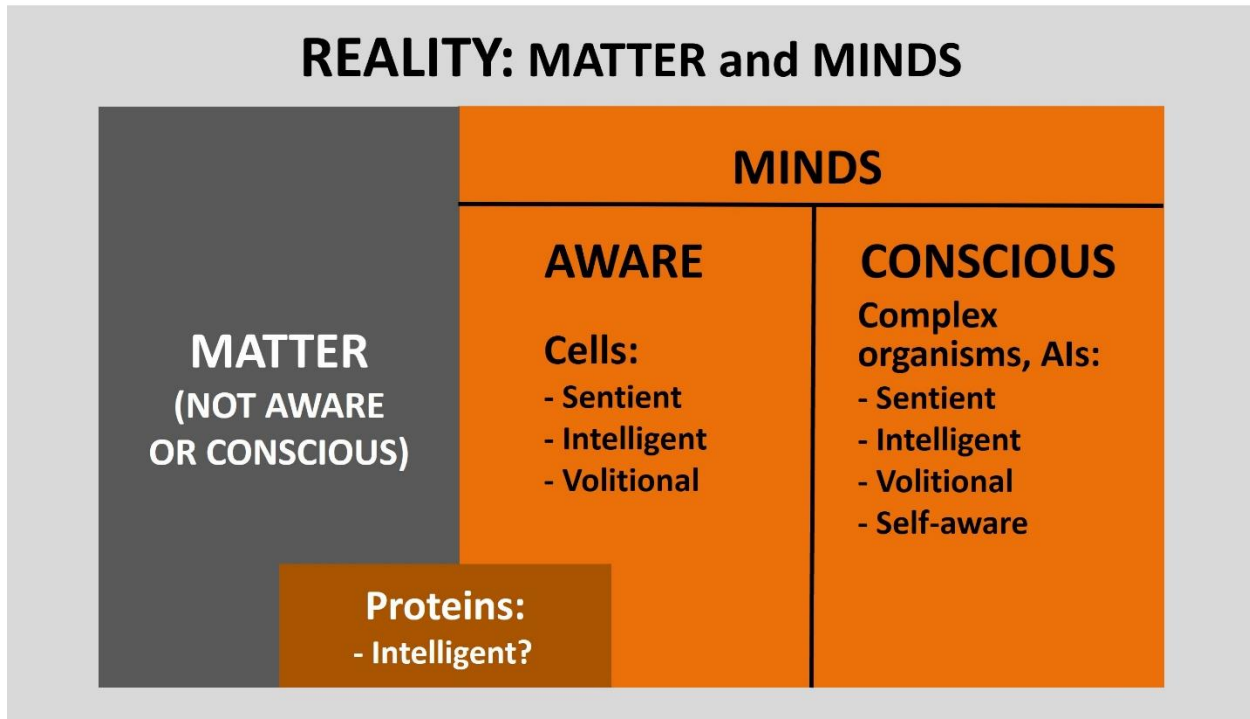 REALITY: MATTER and MINDS
MATTER
(NOT AWARE
OR CONSCIOUS)
MINDS
AWARE
Cells:
- Sentient
- Intelligent
- Volitional
CONSCIOUS
Complex
organisms, AIs:
- Sentient
- Intelligent
- Volitional
- Self-aware
Proteins:
- Intelligent?